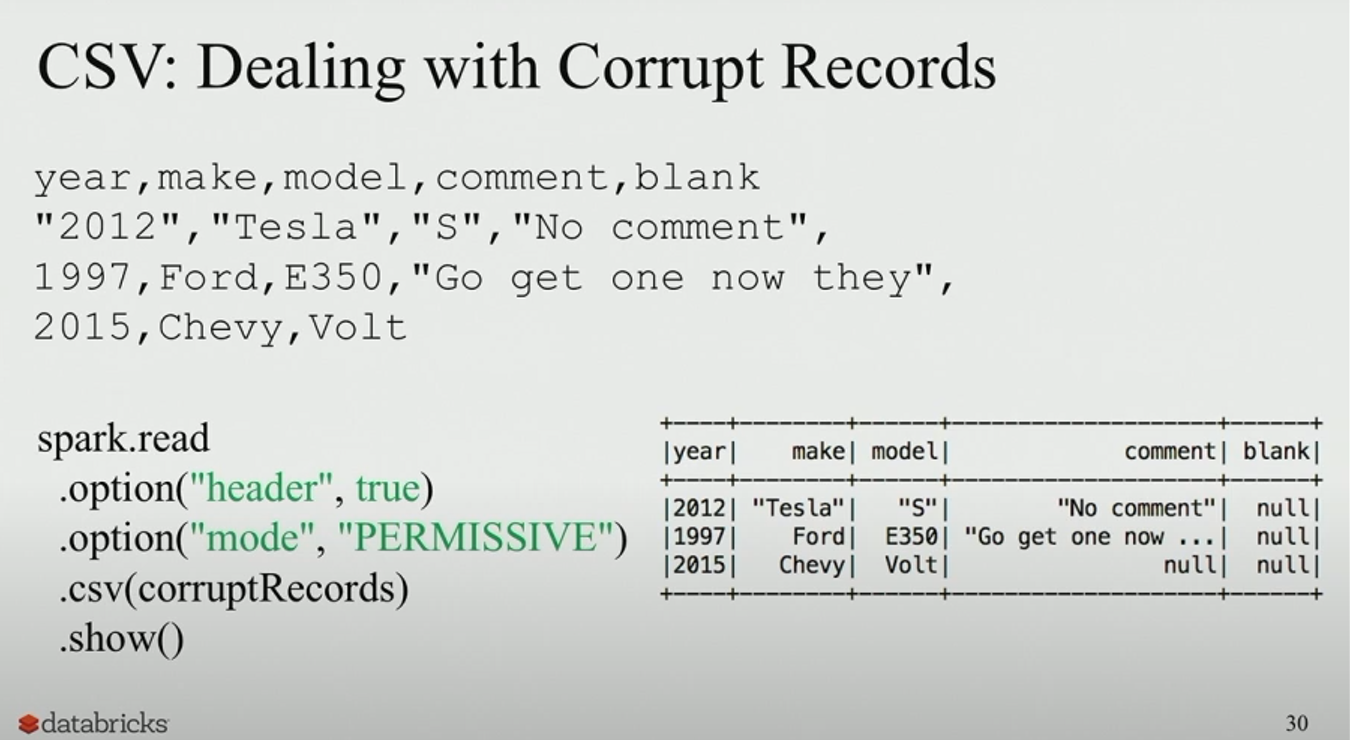 CSV: Dealing with Corrupt Records
year,make,model,comment,blank
"2012","Tesla","S","No comment",
1997,Ford,E350,"Go get one now they",
2015,Chevy,Volt
spark.read
.option("header", true)
.option("mode", "PERMISSIVE")
.csv(corruptRecords)
.show()
+----+---------+------+--------------------+------+
|year|     make| model|             comment| blank|
+----+---------+------+--------------------+------+
|2012| "Tesla"|   "S"|        "No comment"|  null|
|1997|     Ford|  E350| "Go get one now ...|  null|
|2015|    Chevy|  Volt|                null|  null|
+----+---------+------+--------------------+------+
databricks
30